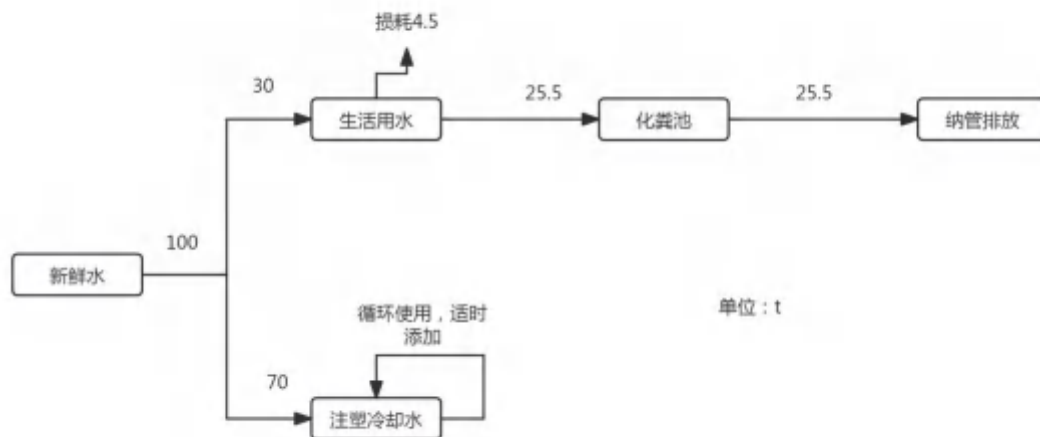 损耗4.5
30
25.5
25.5
生活用水
化粪池
纳管排放
100
新鲜水
循环使用，适时
添加
单位：t
70
注塑冷却水